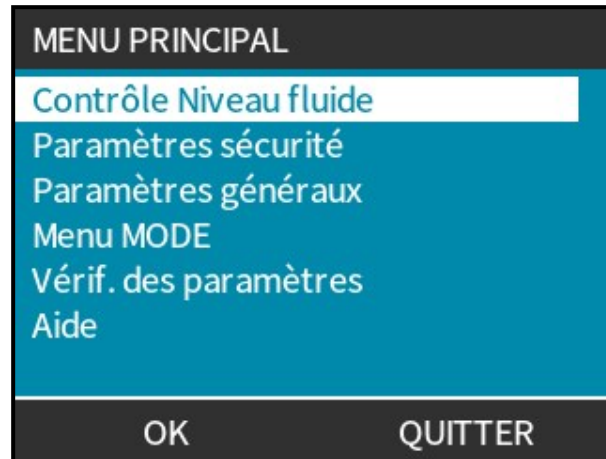 MENU PRINCIPAL
Contrôle Niveau fluide
Paramètres sécurité
Paramètres généraux
Menu MODE
Vérif. des paramètres
Aide
OK QUITTER